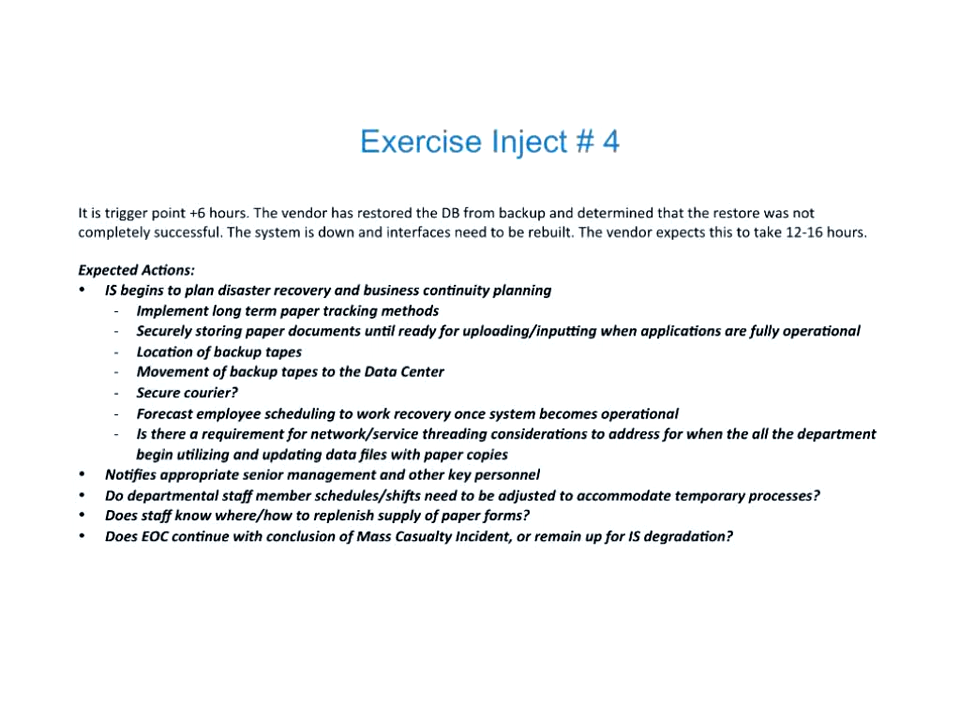 Exercise Inject # 4
It is trigger point +6 hours. The vendor has restored the DB from backup and determined that the restore was not
completely successful. The system is down and interfaces need to be rebuilt. The vendor expects this to take 12-16 hours.
Expected Actions:
• IS begins to plan disaster recovery and business continuity planning
- Implement long term paper tracking methods
- Securely storing paper documents until ready for uploading/inputting when applications are fully operational
- Location of backup tapes
- Movement of backup tapes to the Data Center
- Secure courier?
- Forecast employee scheduling to work recovery once system becomes operational
- Is there a requirement for network/service threading considerations to address for when the all the department
begin utilizing and updating data files with paper copies
• Notifies appropriate senior management and other key personnel
• Do departmental staff member schedules/shifts need to be adjusted to accommodate temporary processes?
• Does staff know where/how to replenish supply of paper forms?
• Does EOC continue with conclusion of Mass Casualty Incident, or remain up for IS degradation?